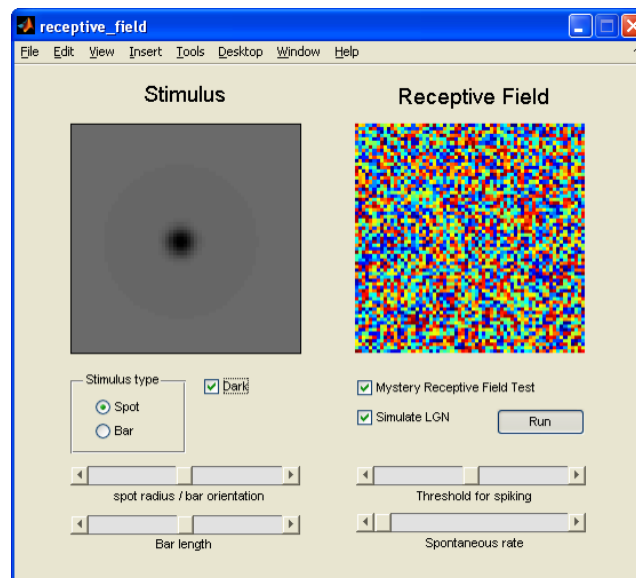 receptive_field
File Edit View Insert Tools Desktop Window Help
Stimulus
Receptive Field
Stimulus type
Spot
Bar
Dark
Mystery Receptive Field Test
Simulate LGN
Run
spot radius / bar orientation
Threshold for spiking
Bar length
Spontaneous rate